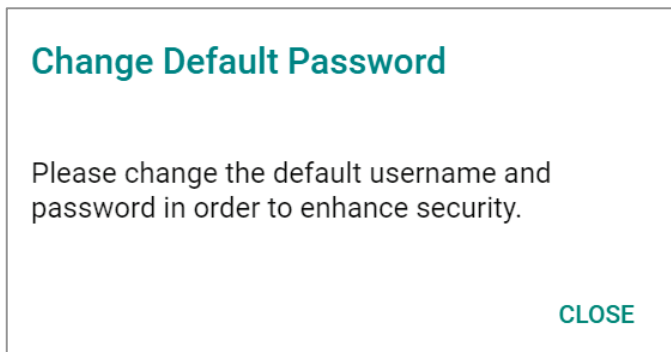 Change Default Password
Please change the default username and
password in order to enhance security.
CLOSE